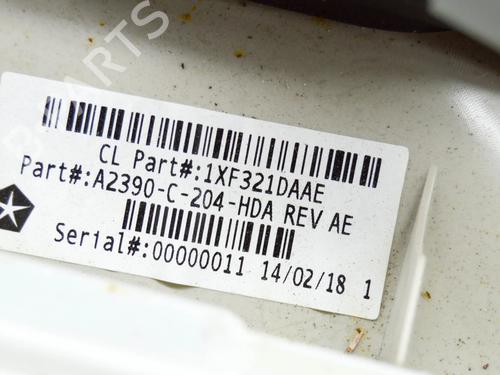 CL Part#:1XF321DAAE
Part#:A2390-C-204-HDA REV AE
Serial#:00000011 14/02/18 1